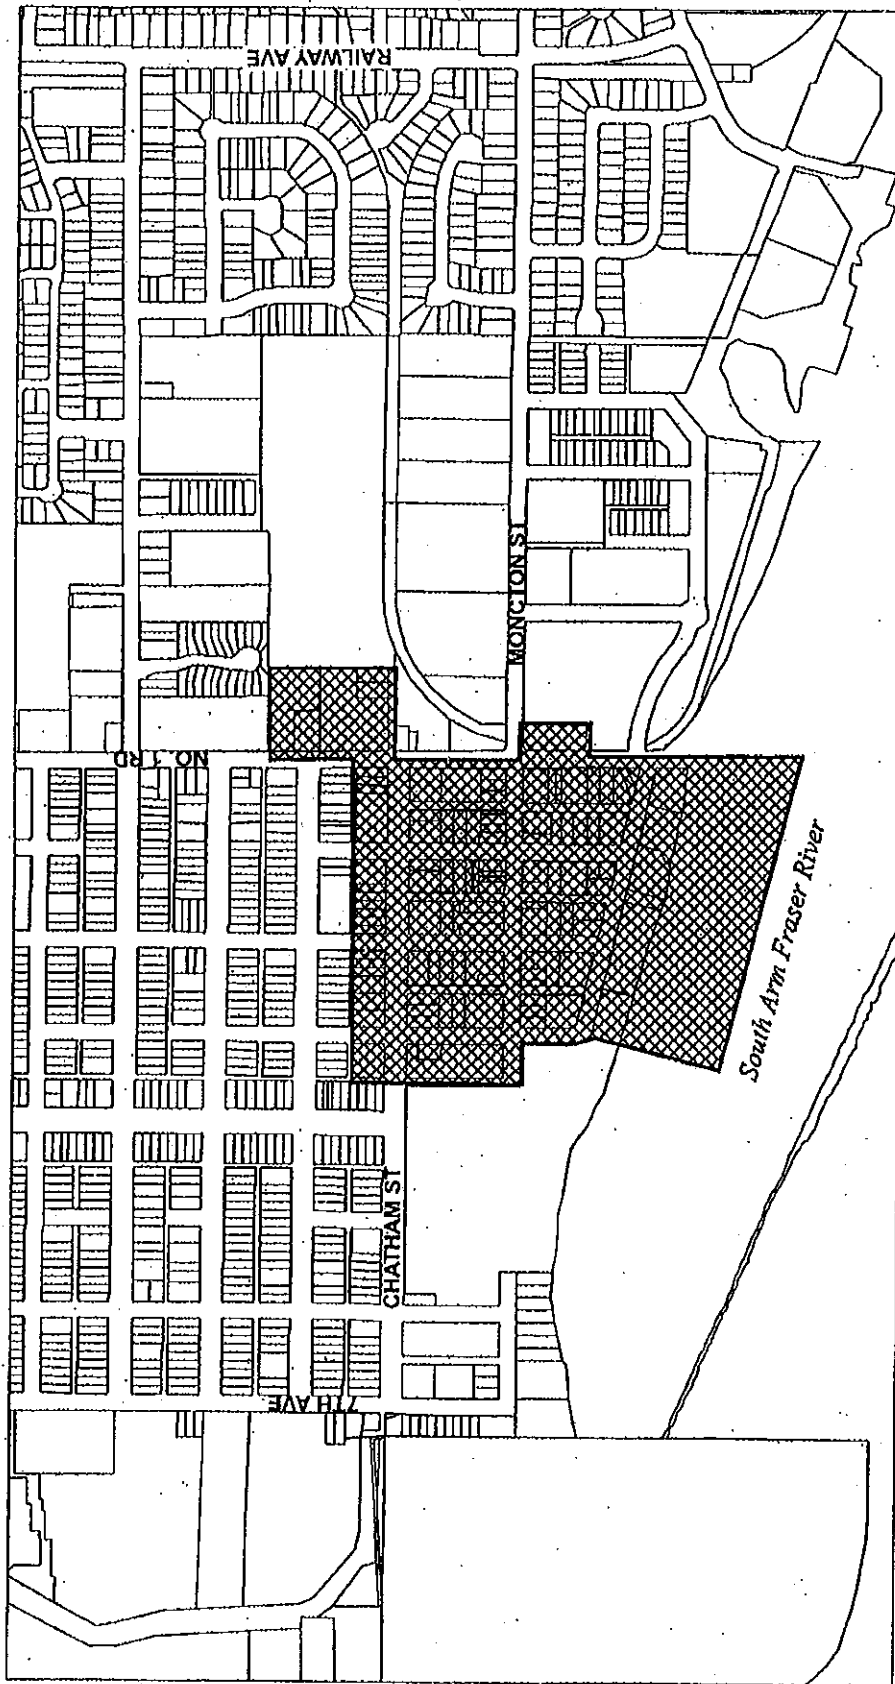 RAILWAY AVE
MONCTON ST
NO. 1 RD
South Arm Fraser River
CHATHAM ST
7TH AVE